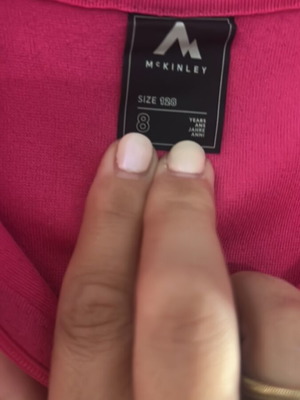 McKINLEY
SIZE
8
YEARS
ANS
JAHRE
ANNI